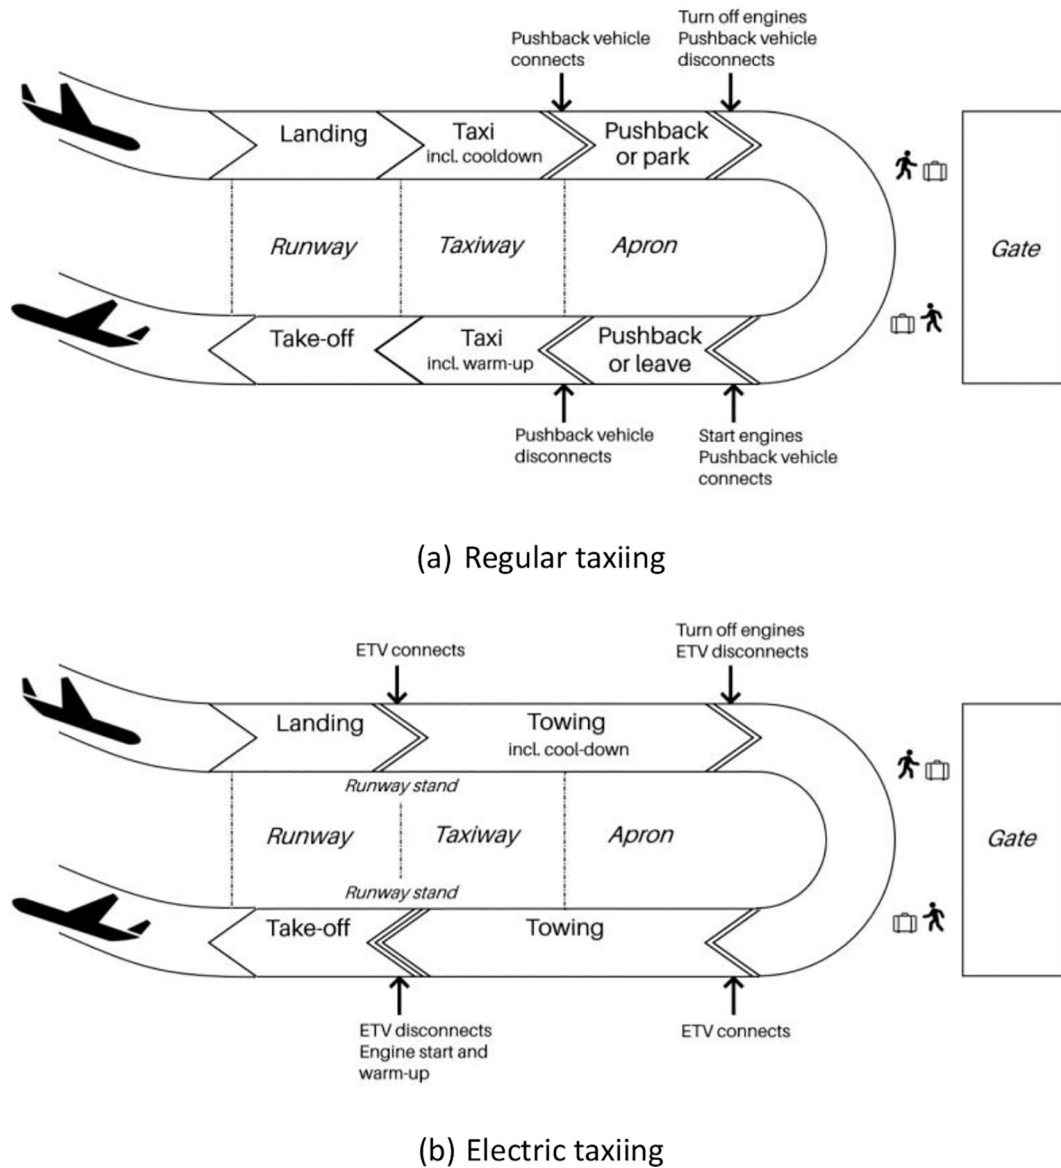 Pushback vehicle
connects
Turn off engines
Pushback vehicle
disconnects
Landing
Taxi
incl. cooldown
Pushback
or park
Runway
Taxiway
Apron
Gate
Take-off
Taxi
incl. warm-up
Pushback
or leave
Pushback vehicle
disconnects
Start engines
Pushback vehicle
connects
(a) Regular taxiing
ETV connects
Turn off engines
ETV disconnects
Landing
Towing
incl. cool-down
Runway stand
Runway
Taxiway
Apron
Gate
Runway stand
Take-off
Towing
ETV disconnects
Engine start and
warm-up
ETV connects
(b) Electric taxiing